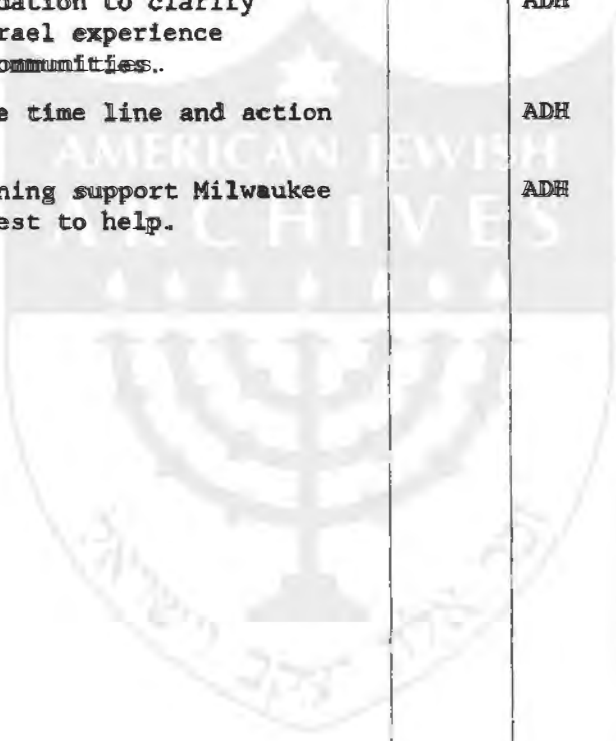 dation to clarify ADH
rael experience
ommunities.
e time line and action ADH
ning support Milwaukee ADH
est to help.
AMERICAN JEWISH
ARCHIVES